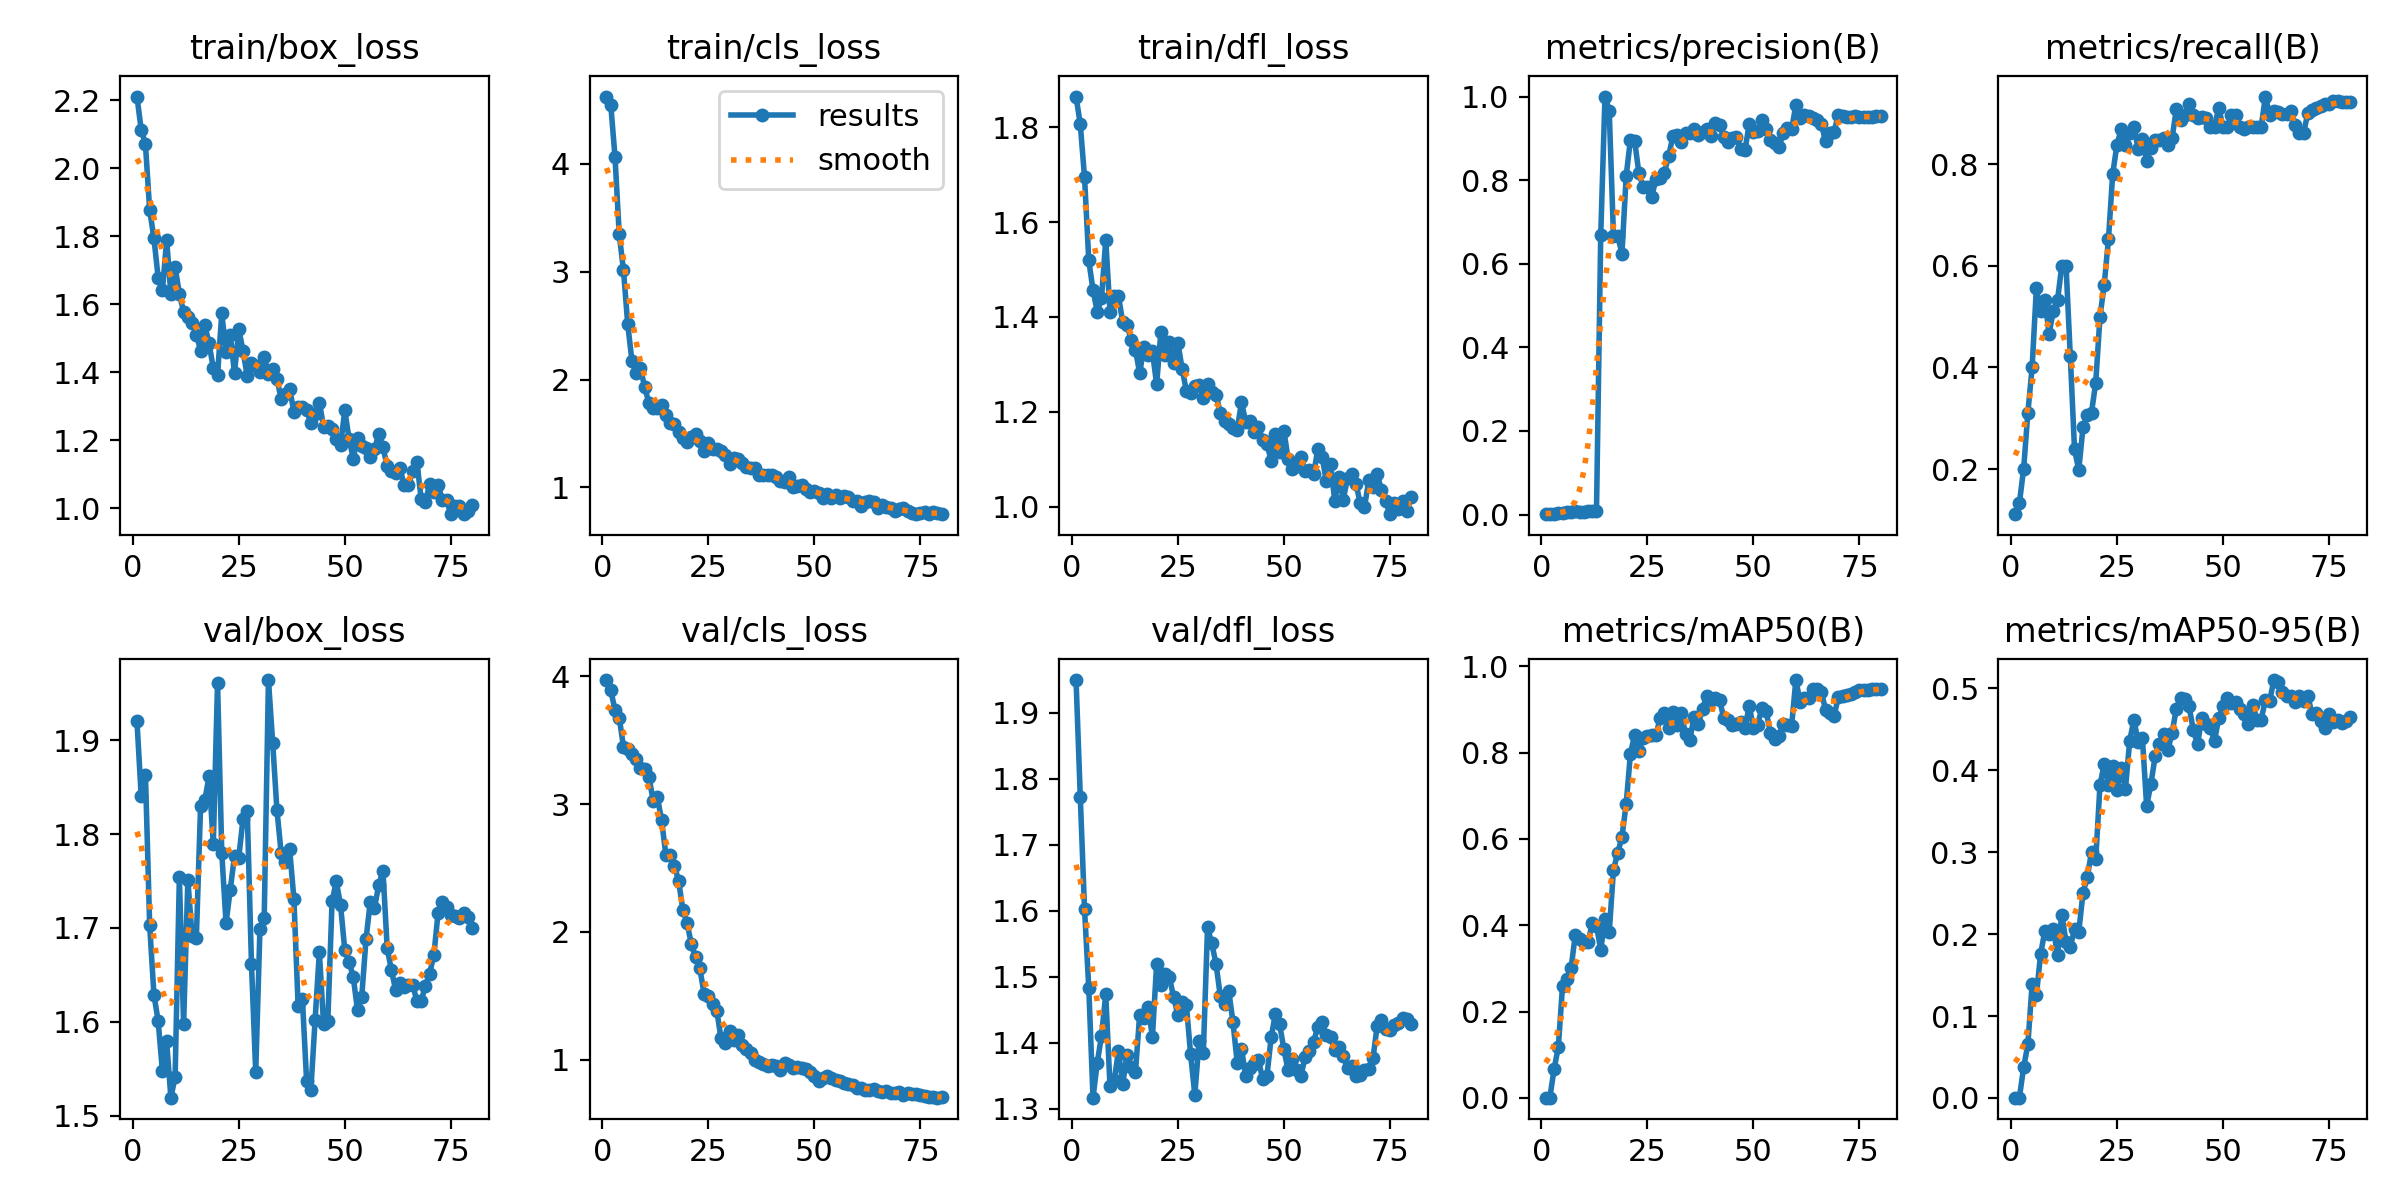 train/box_loss
2.2
2.0
1.8
1.6
1.4
1.2
1.0
0 25 50 75
train/cls_loss
results
smooth
4
3
2
1
0 25 50 75
train/dfl_loss
1.8
1.6
1.4
1.2
1.0
0 25 50 75
metrics/precision(B)
1.0
0.8
0.6
0.4
0.2
0.0
0 25 50 75
metrics/recall(B)
0.8
0.6
0.4
0.2
0 25 50 75
val/box_loss
1.9
1.8
1.7
1.6
1.5
0 25 50 75
val/cls_loss
4
3
2
1
0 25 50 75
val/dfl_loss
1.9
1.8
1.7
1.6
1.5
1.4
1.3
0 25 50 75
metrics/mAP50(B)
1.0
0.8
0.6
0.4
0.2
0.0
0 25 50 75
metrics/mAP50-95(B)
0.5
0.4
0.3
0.2
0.1
0.0
0 25 50 75